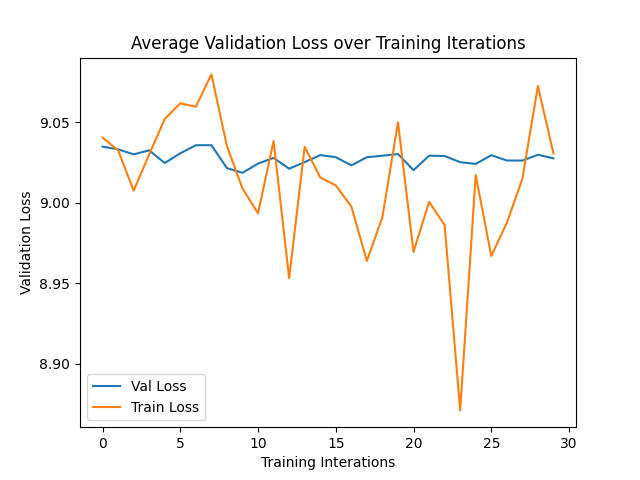 Average Validation Loss over Training Iterations
Validation Loss
9.05
9.00
8.95
8.90
Val Loss
Train Loss
0 5 10 15 20 25 30
Training Interations